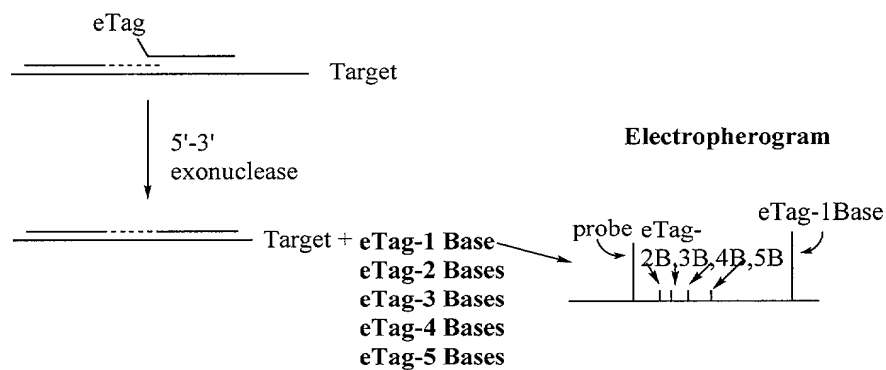 eTag
Target
5'-3'
exonuclease
Electropherogram
Target + eTag-1 Base
eTag-2 Bases
eTag-3 Bases
eTag-4 Bases
eTag-5 Bases
probe eTag-
2B,3B,4B,5B
eTag-1Base